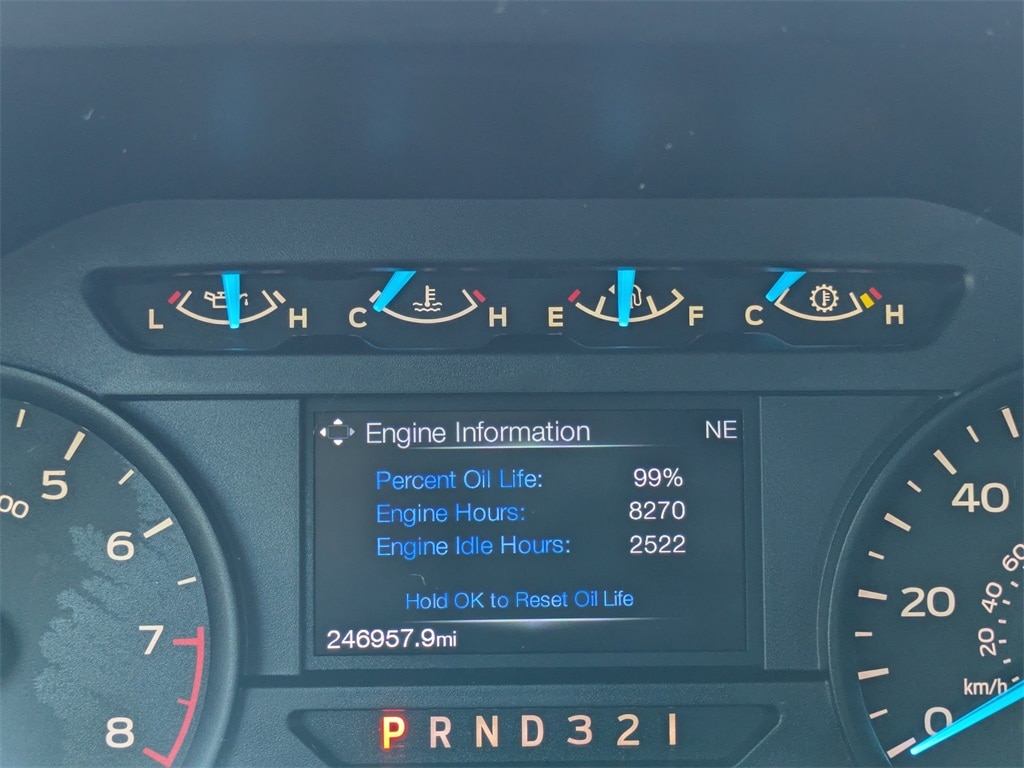 L H C H E F C H
Engine Information NE
Percent Oil Life: 99%
Engine Hours: 8270
Engine Idle Hours: 2522
Hold OK to Reset Oil Life
246957.9mi
P R N D 3 2 1
5
6
7
8
00
40
20
0
60
40
20
km/h